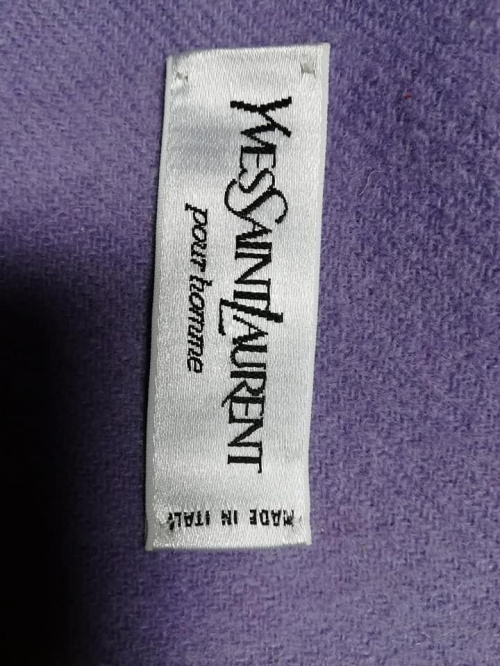 YVES SAINT LAURENT
pour homme
MADE IN ITALY